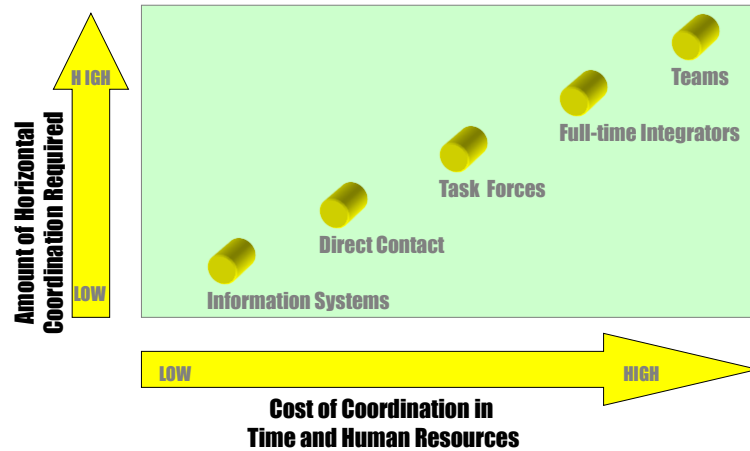 HIGH
Teams
Full-time Integrators
Task Forces
Direct Contact
Information Systems
LOW
Amount of Horizontal
Coordination Required
LOW
HIGH
Cost of Coordination in
Time and Human Resources